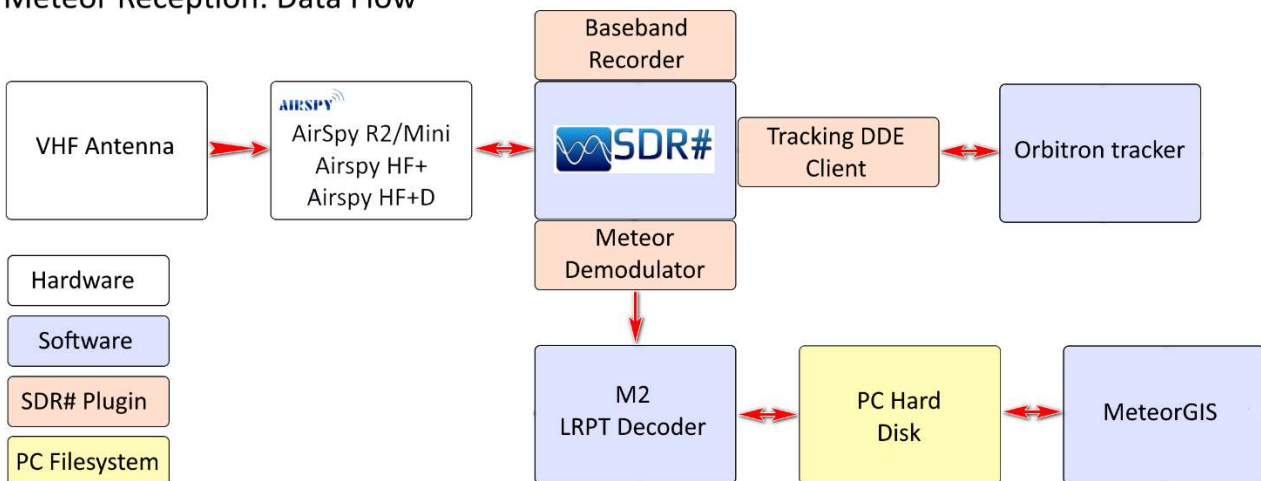 Meteor Reception: Data Flow
Baseband
Recorder
VHF Antenna
AIRSPY
AirSpy R2/Mini
Airspy HF+
Airspy HF+D
SDR#
Tracking DDE
Client
Orbitron tracker
Meteor
Demodulator
Hardware
Software
SDR# Plugin
PC Filesystem
M2
LRPT Decoder
PC Hard
Disk
MeteorGIS